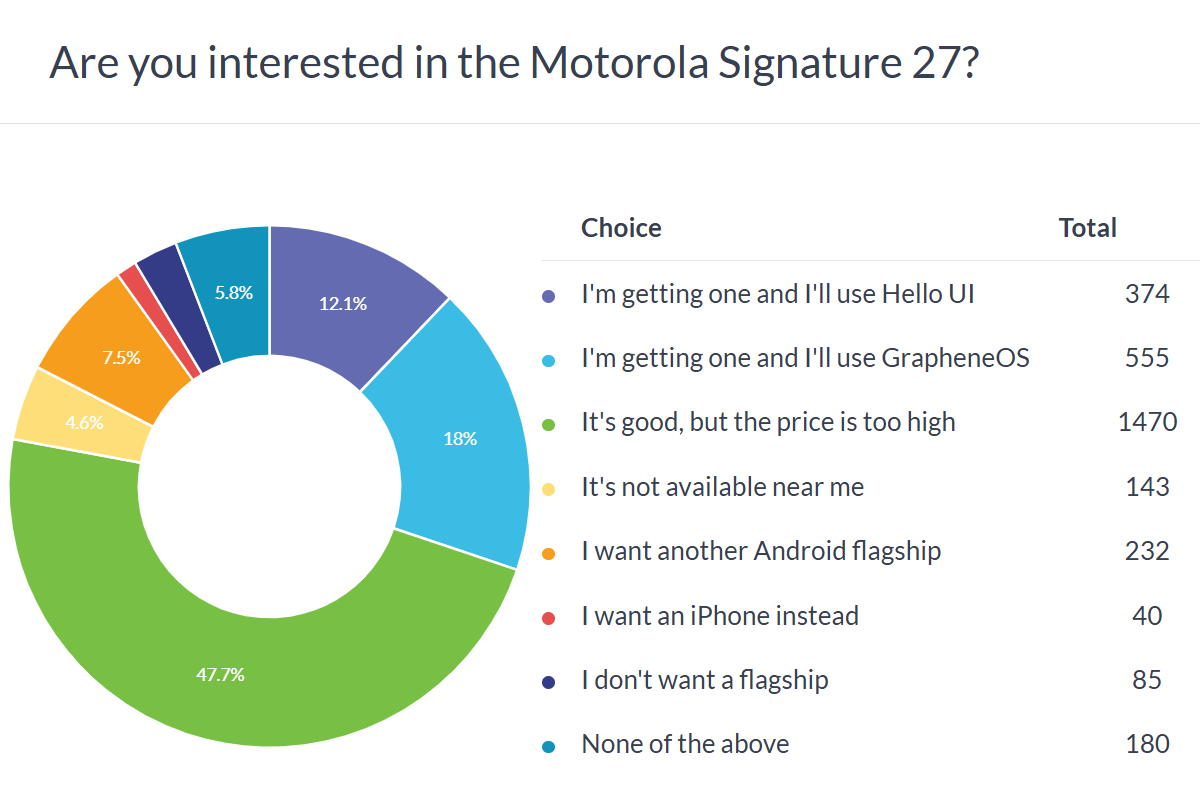 Are you interested in the Motorola Signature 27?
Choice Total
I'm getting one and I'll use Hello UI 374
I'm getting one and I'll use GrapheneOS 555
It's good, but the price is too high 1470
It's not available near me 143
I want another Android flagship 232
I want an iPhone instead 40
I don't want a flagship 85
None of the above 180
5.8%
12.1%
7.5%
4.6%
18%
47.7%